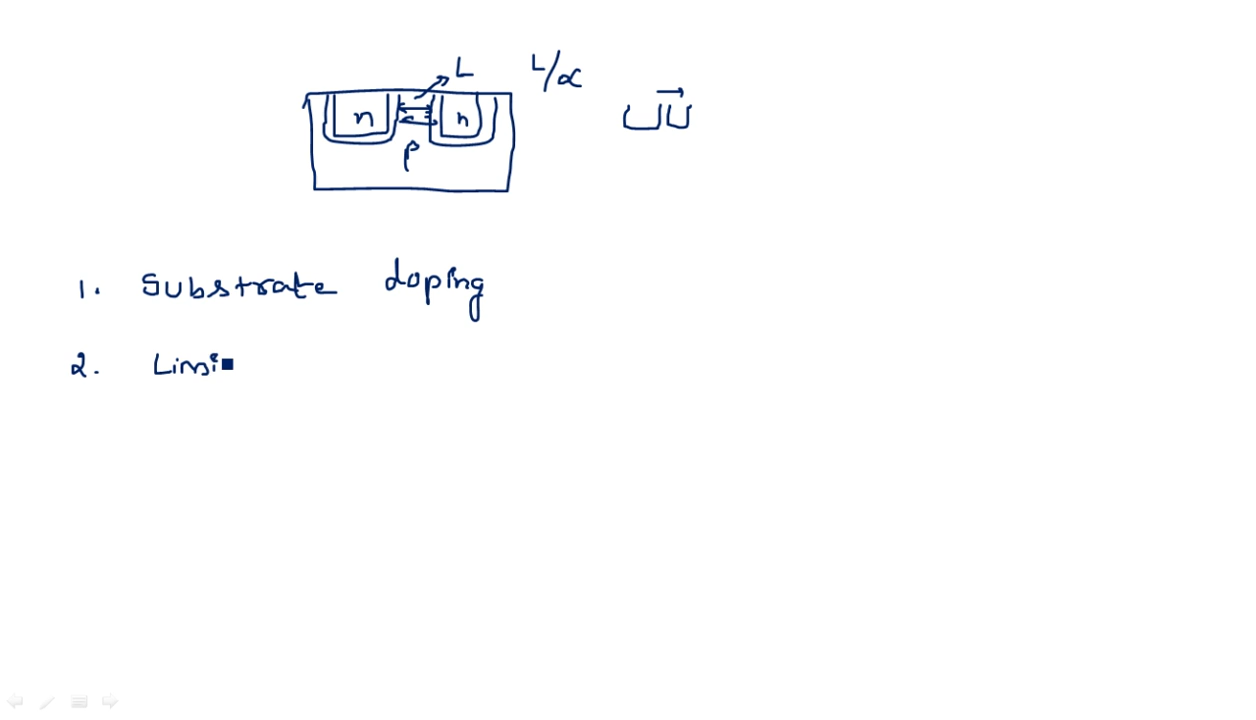 L
L/α
n
n
p
1. Substrate doping
2. Limi